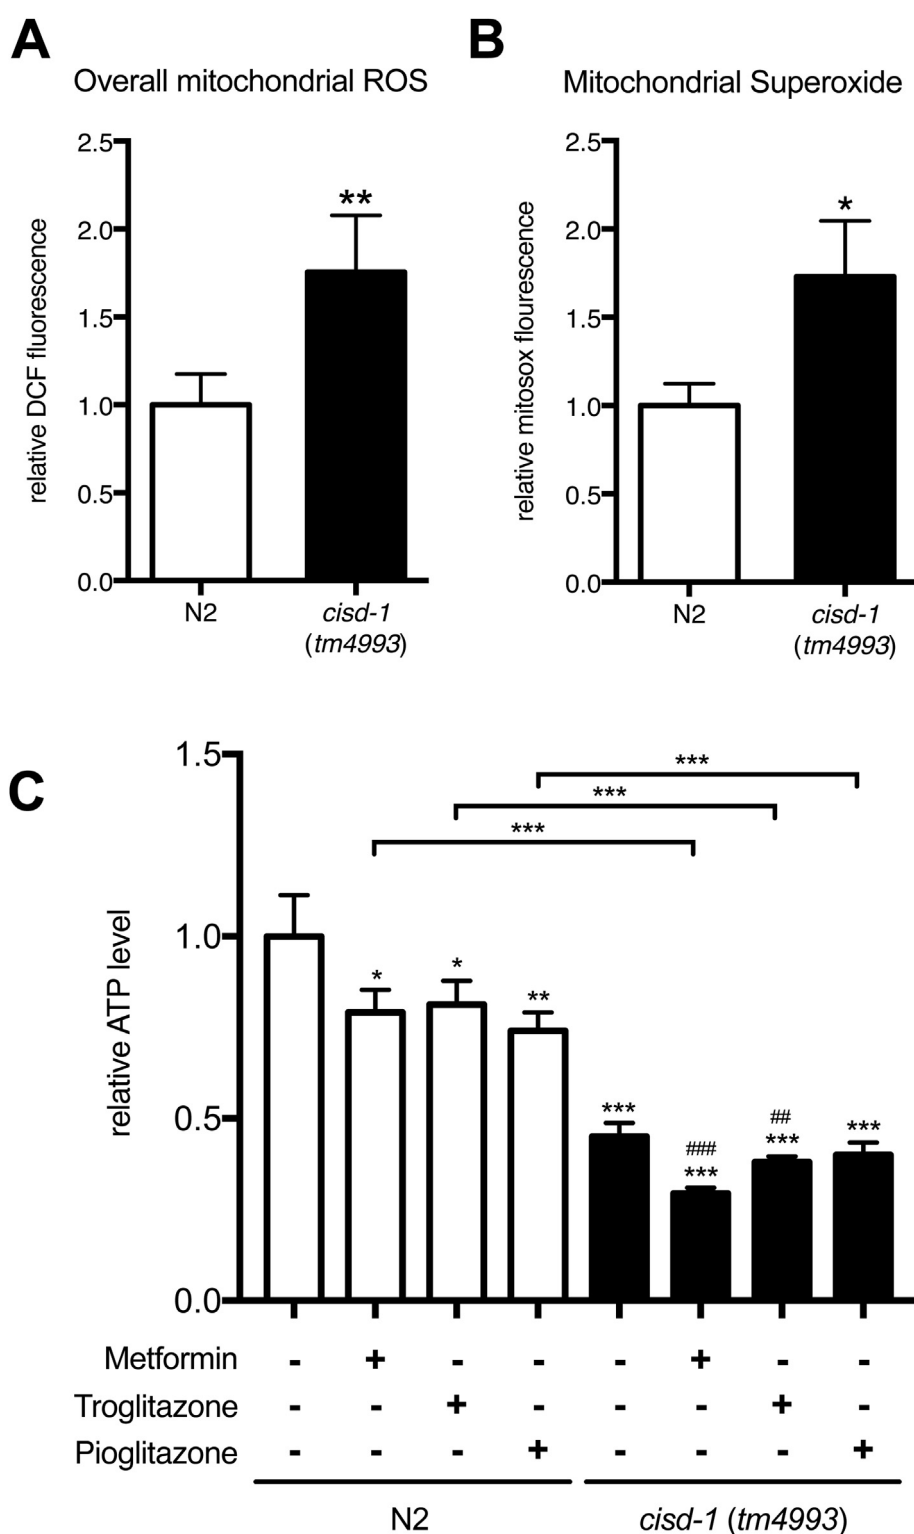 A
B
Overall mitochondrial ROS
Mitochondrial Superoxide
relative DCF fluorescence
2.5
2.0
1.5
1.0
0.5
0.0
**
N2
cisd-1
(tm4993)
relative mitosox flourescence
2.5
2.0
1.5
1.0
0.5
0.0
*
N2
cisd-1
(tm4993)
C
relative ATP level
1.5
1.0
0.5
0.0
***
***
***
*
*
**
***
###
***
##
***
***
Metformin - + - - - + - -
Troglitazone - - + - - - + -
Pioglitazone - - - + - - - +
N2
cisd-1 (tm4993)